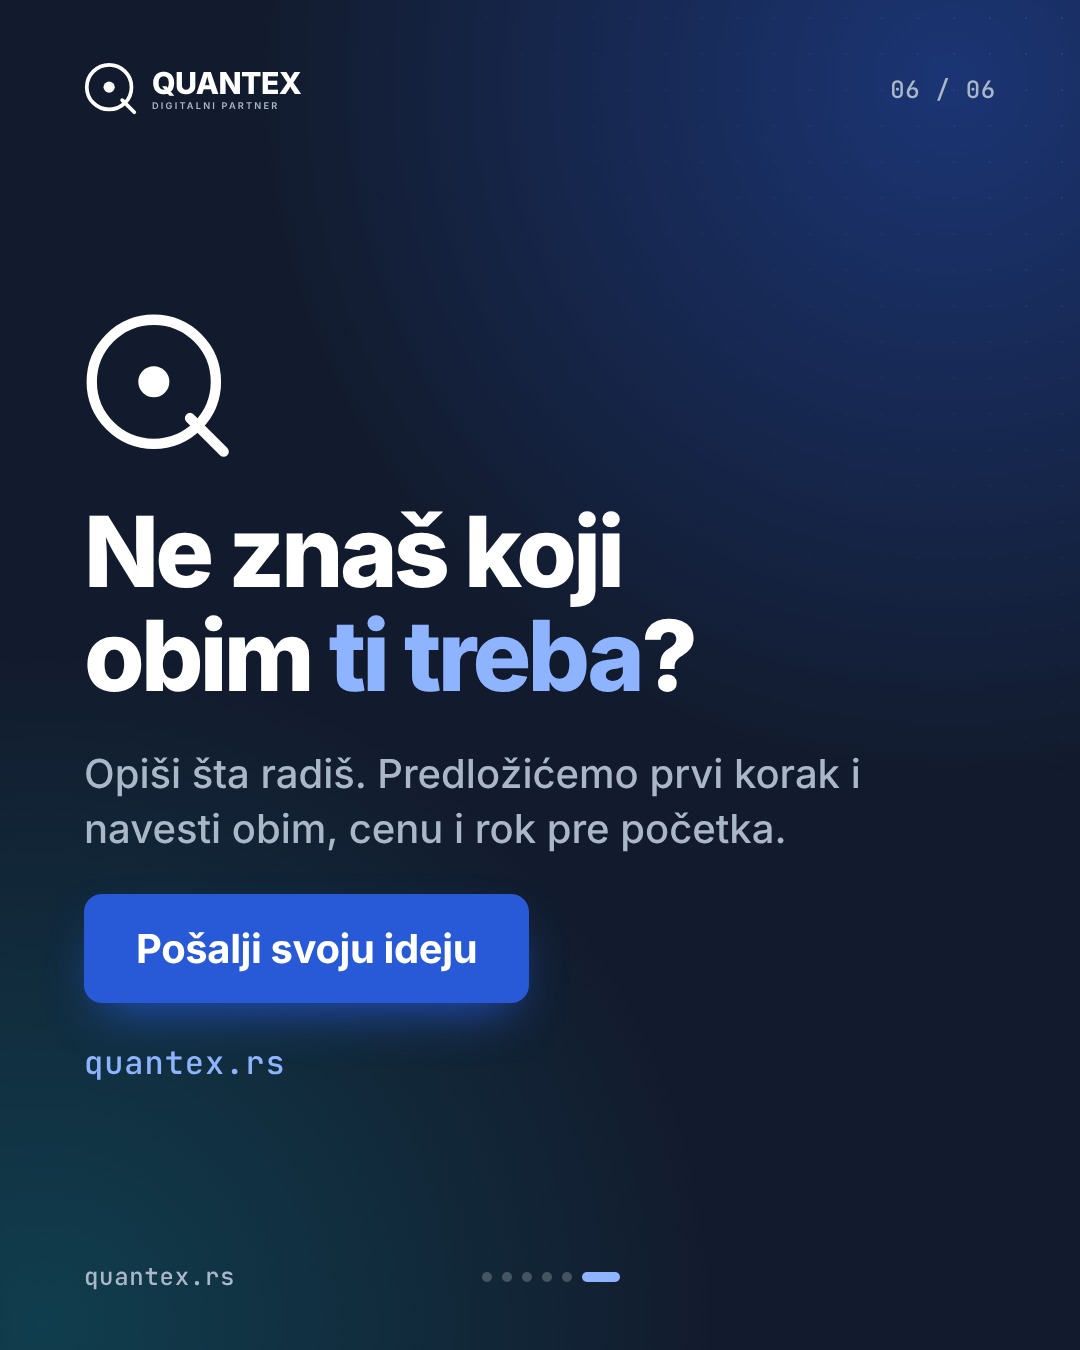 QUANTEX
DIGITALNI PARTNER
06 / 06
Ne znaš koji
obim ti treba?
Opiši šta radiš. Predložićemo prvi korak i
navesti obim, cenu i rok pre početka.
Pošalji svoju ideju
quantex.rs
quantex.rs